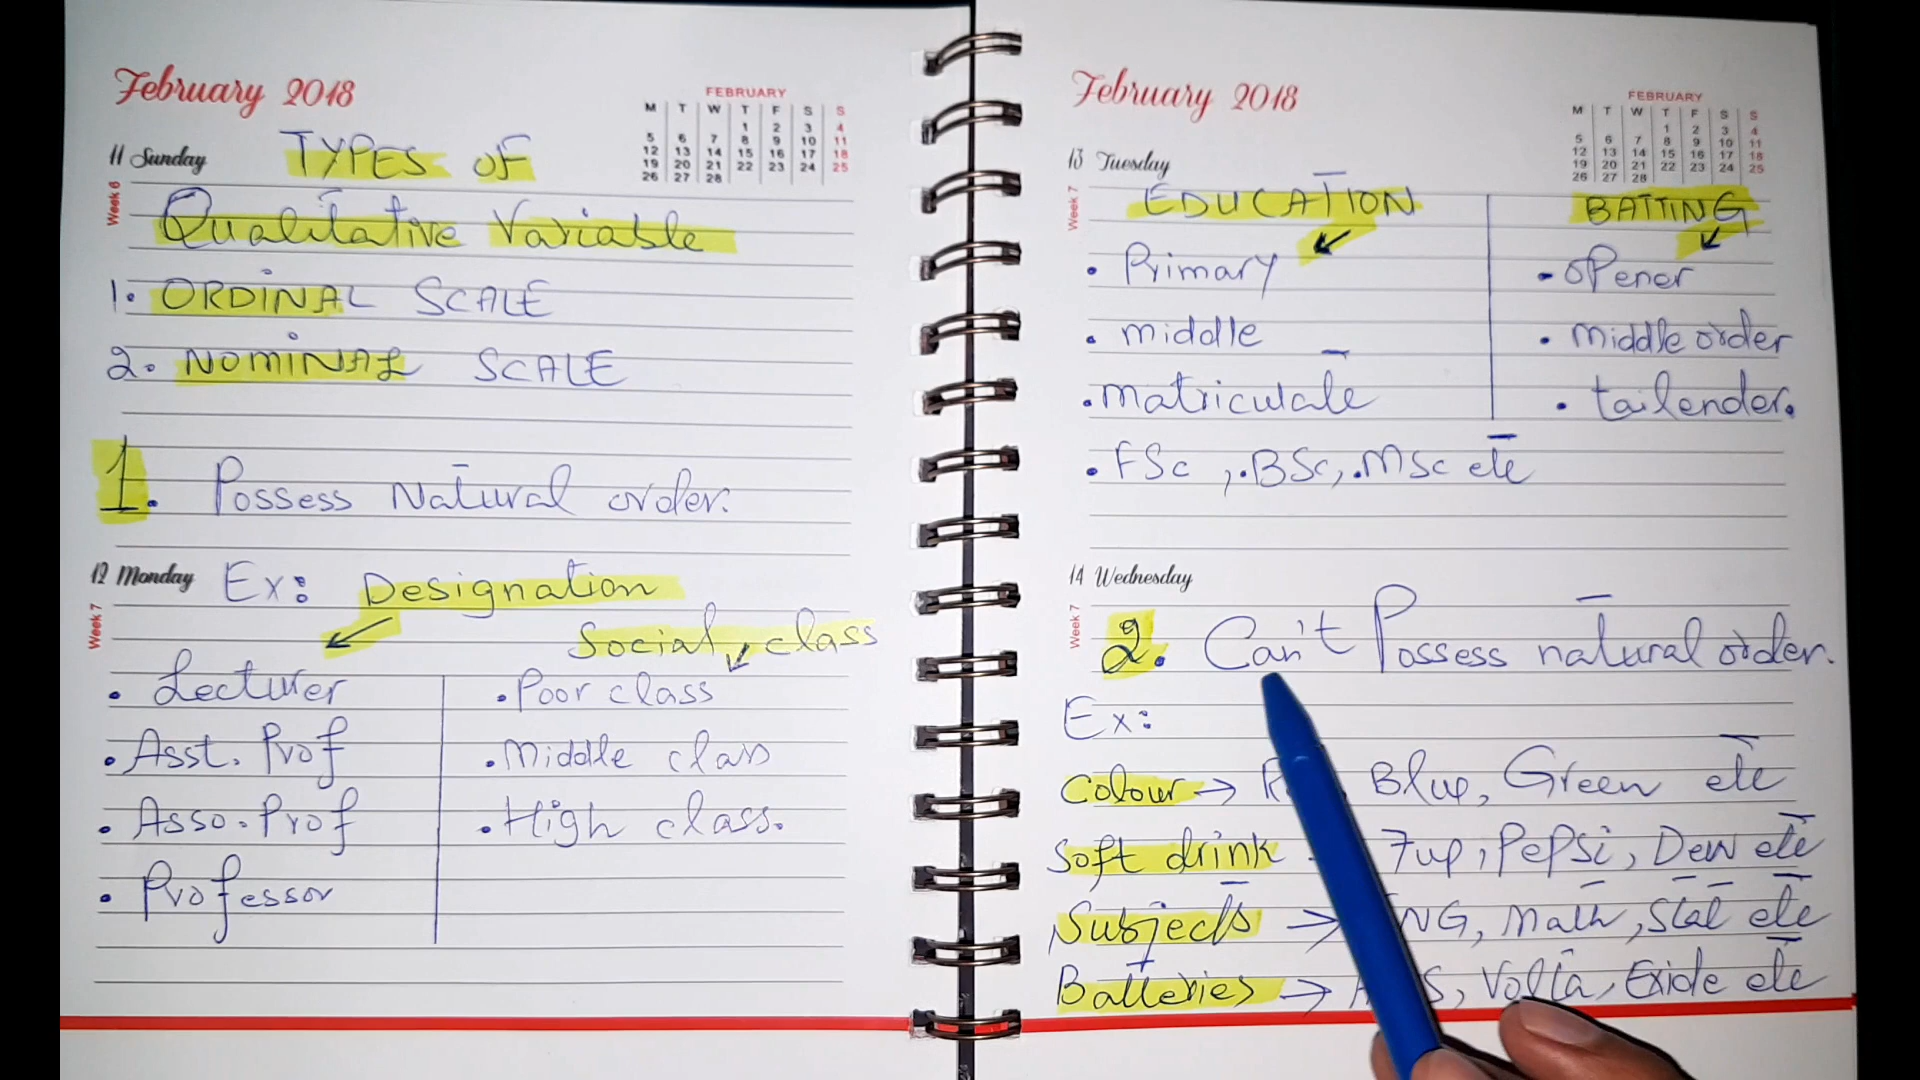 February 2018
FEBRUARY
M T W T F S S
1 2 3 4
5 6 7 8 9 10 11
12 13 14 15 16 17 18
19 20 21 22 23 24 25
26 27 28
11 Sunday
Week 6
TYPES OF
Qualitative Variable
1. ORDINAL SCALE
2. NOMINAL SCALE
1. Possess Natural order.
12 Monday
Week 7
Ex: Designation
Social class
• Lecturer
• Asst. Prof
• Asso. Prof
• Professor
• Poor class
• Middle class
• High class.
February 2018
FEBRUARY
M T W T F S S
1 2 3 4
5 6 7 8 9 10 11
12 13 14 15 16 17 18
19 20 21 22 23 24 25
26 27 28
13 Tuesday
Week 7
EDUCATION
• Primary
• middle
• matriculate
• FSc, • BSc, • MSc etc
BATTING
• opener
• Middle order
• tailender.
14 Wednesday
Week 7
2. Can't Possess natural order.
Ex:
Colour → Blue, Green etc
Soft drink 7up, Pepsi, Dew etc
Subjects → NG, Math, Stat etc
Batteries → S, Volta, Exide etc